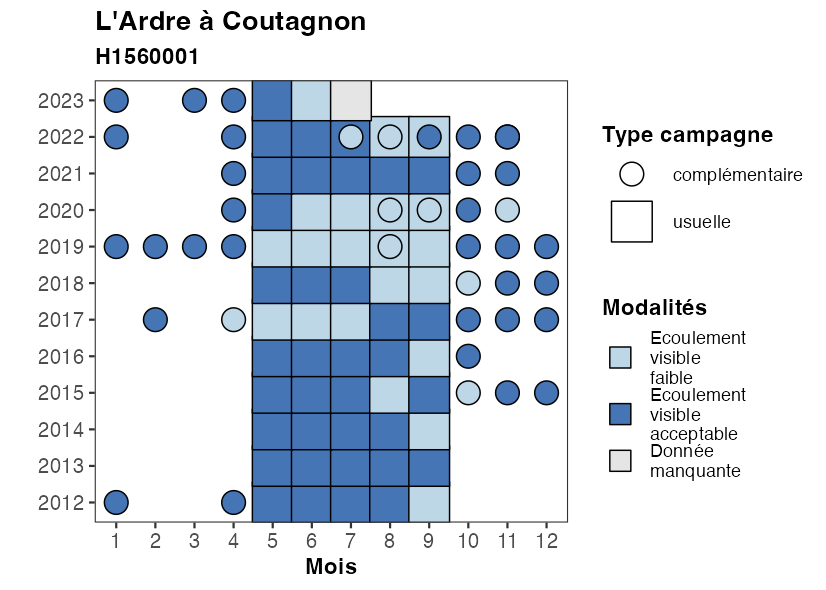 L'Ardre à Coutagnon
H1560001
2023
2022
2021
2020
2019
2018
2017
2016
2015
2014
2013
2012
1 2 3 4 5 6 7 8 9 10 11 12
Mois
Type campagne
complémentaire
usuelle
Modalités
Ecoulement
visible
faible
Ecoulement
visible
acceptable
Donnée
manquante